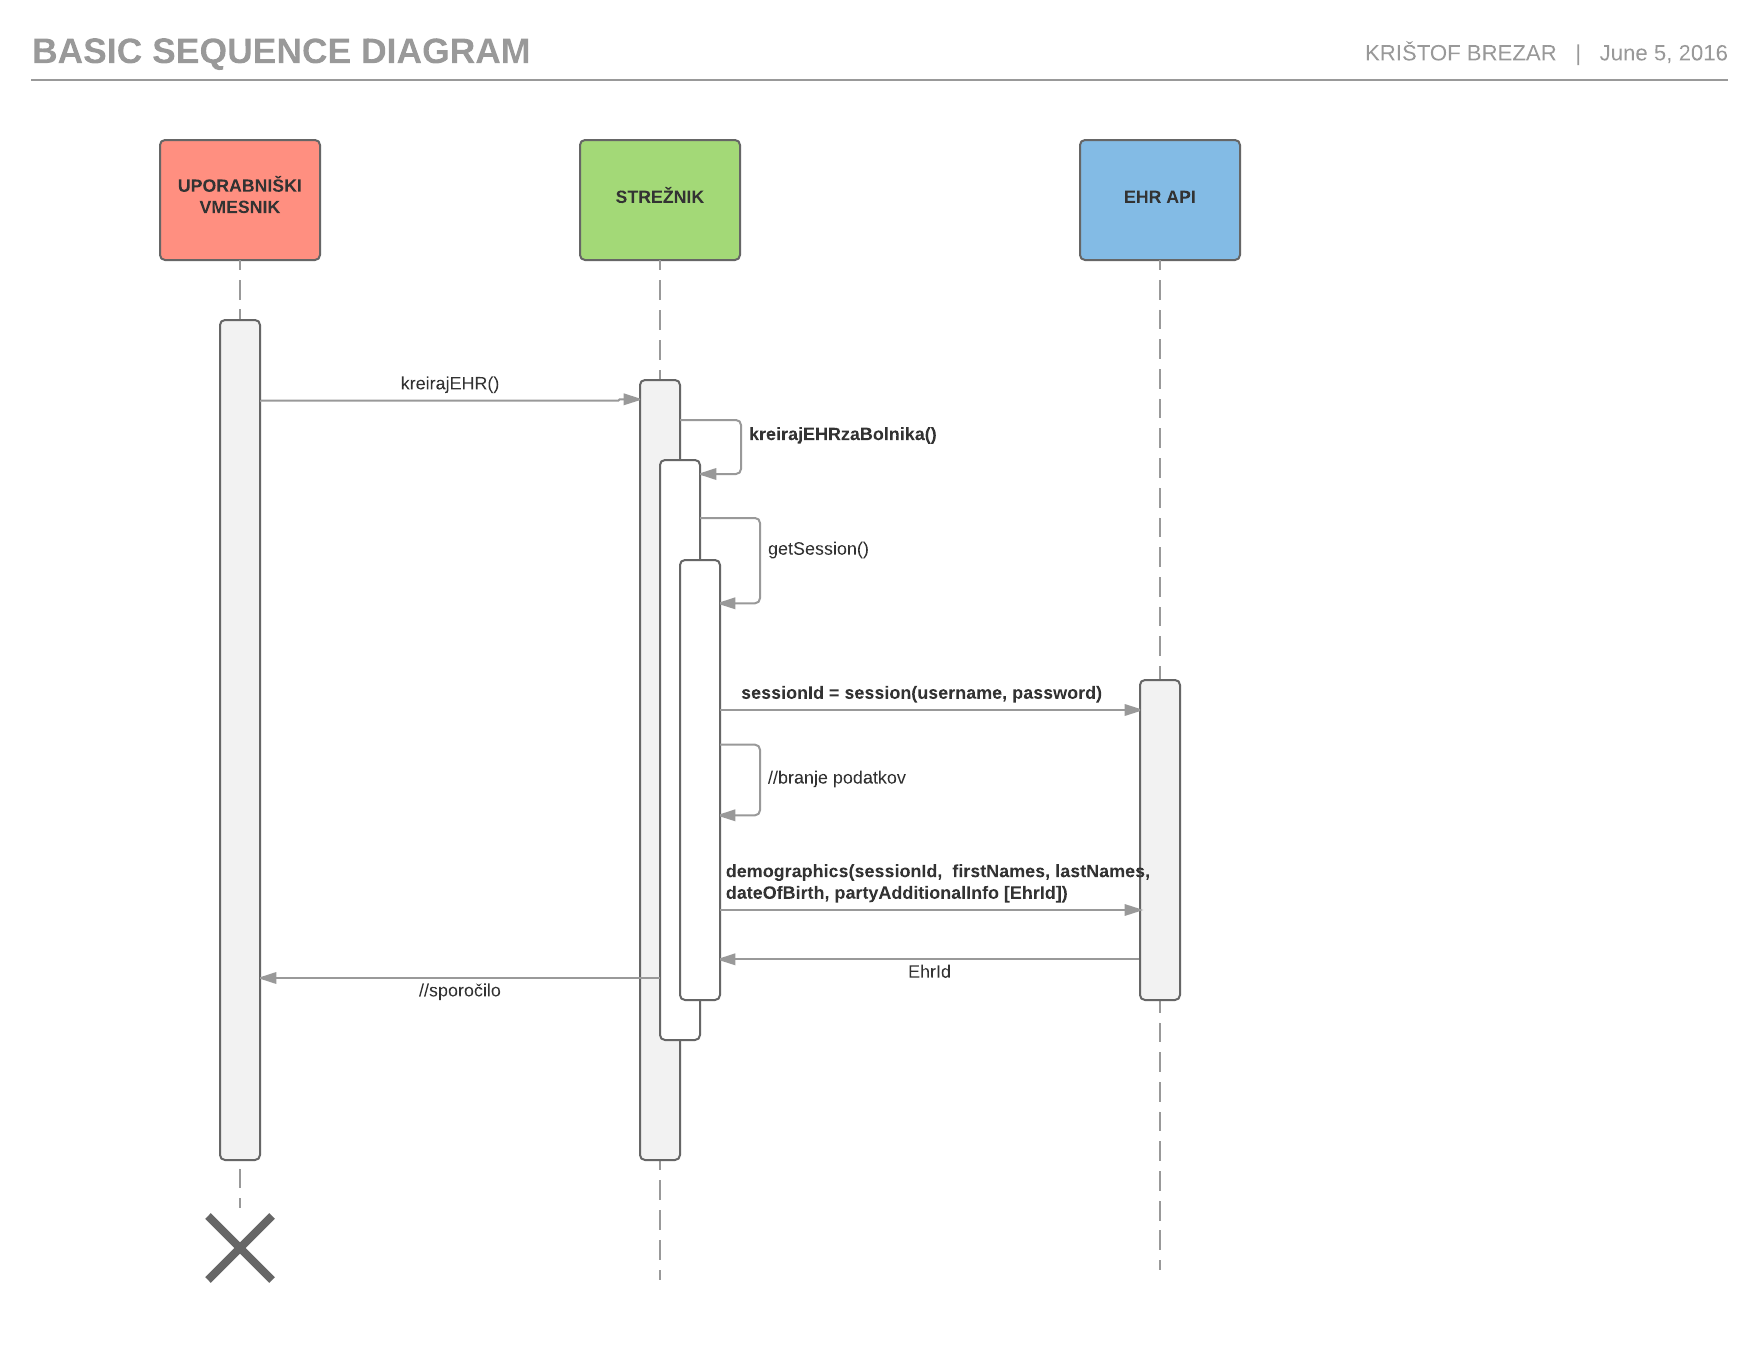 BASIC SEQUENCE DIAGRAM
KRIŠTOF BREZAR | June 5, 2016
UPORABNIŠKI
VMESNIK
STREŽNIK
EHR API
kreirajEHR()
kreirajEHRzaBolnika()
getSession()
sessionId = session(username, password)
//branje podatkov
demographics(sessionId,  firstNames, lastNames,
dateOfBirth, partyAdditionalInfo [EhrId])
EhrId
//sporočilo